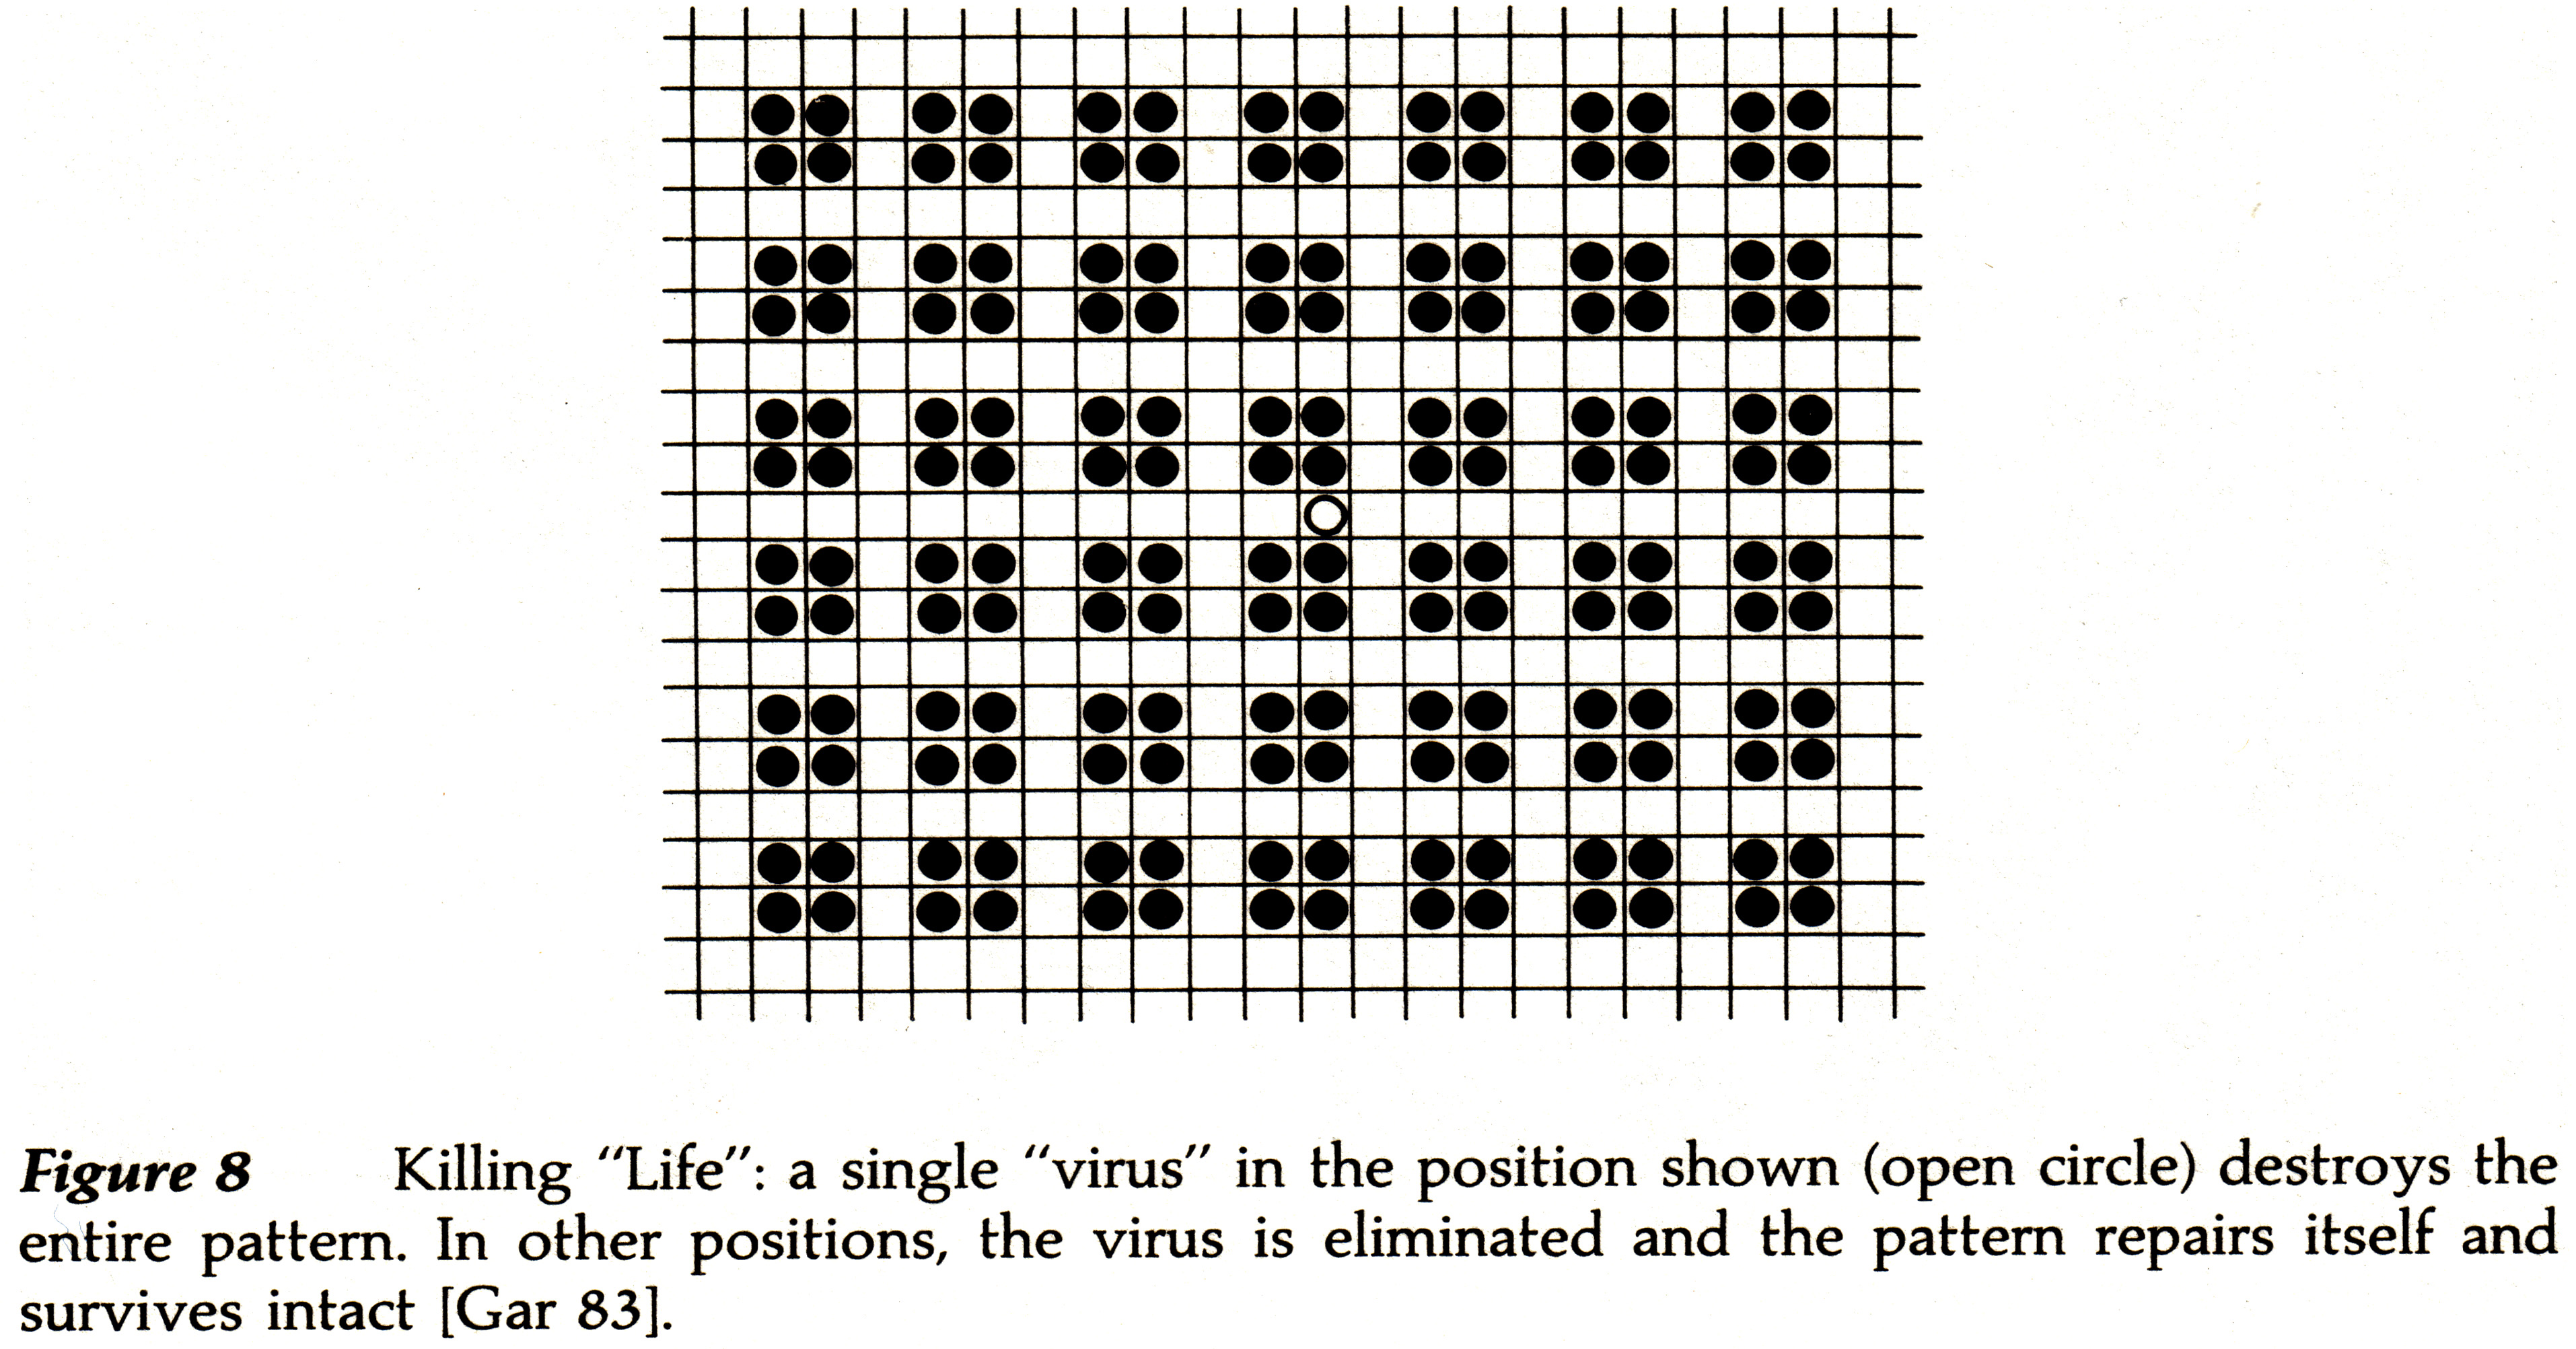 Figure 8 Killing “Life”: a single “virus” in the position shown (open circle) destroys the
entire pattern. In other positions, the virus is eliminated and the pattern repairs itself and
survives intact [Gar 83].